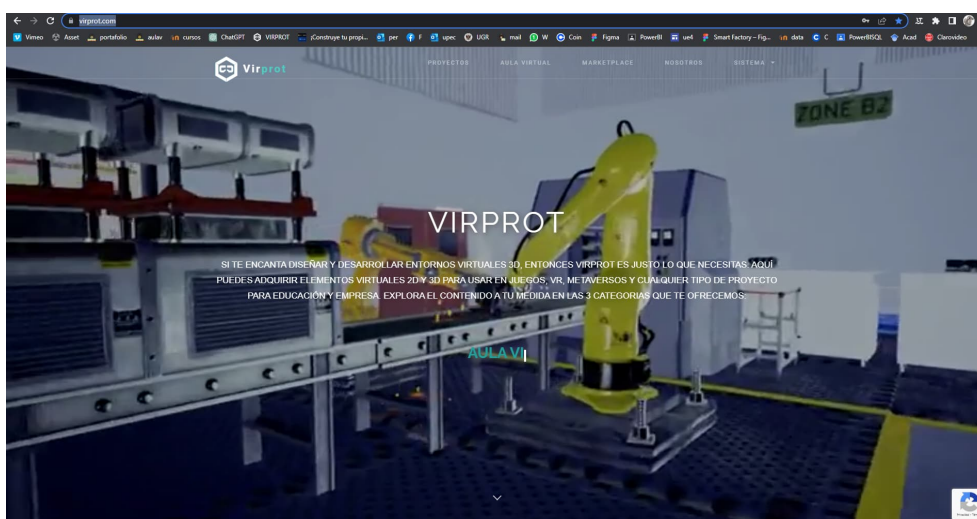 virprot.com
Vimeo Asset portafolio aulav cursos ChatGPT VIRPROT ¡Construye tu propi... per F upec UGR mail W Coin Figma PowerBI ue4 Smart Factory – Fig... data C PowerBISQL Acad Clarovideo
Virprot
PROYECTOS AULA VIRTUAL MARKETPLACE NOSOTROS SISTEMA
ZONE B2
VIRPROT
SI TE ENCANTA DISEÑAR Y DESARROLLAR ENTORNOS VIRTUALES 3D, ENTONCES VIRPROT ES JUSTO LO QUE NECESITAS: AQUÍ
PUEDES ADQUIRIR ELEMENTOS VIRTUALES 2D Y 3D PARA USAR EN JUEGOS, VR, METAVERSOS Y CUALQUIER TIPO DE PROYECTO
PARA EDUCACIÓN Y EMPRESA. EXPLORA EL CONTENIDO A TU MEDIDA EN LAS 3 CATEGORIAS QUE TE OFRECEMOS:
AULA VI